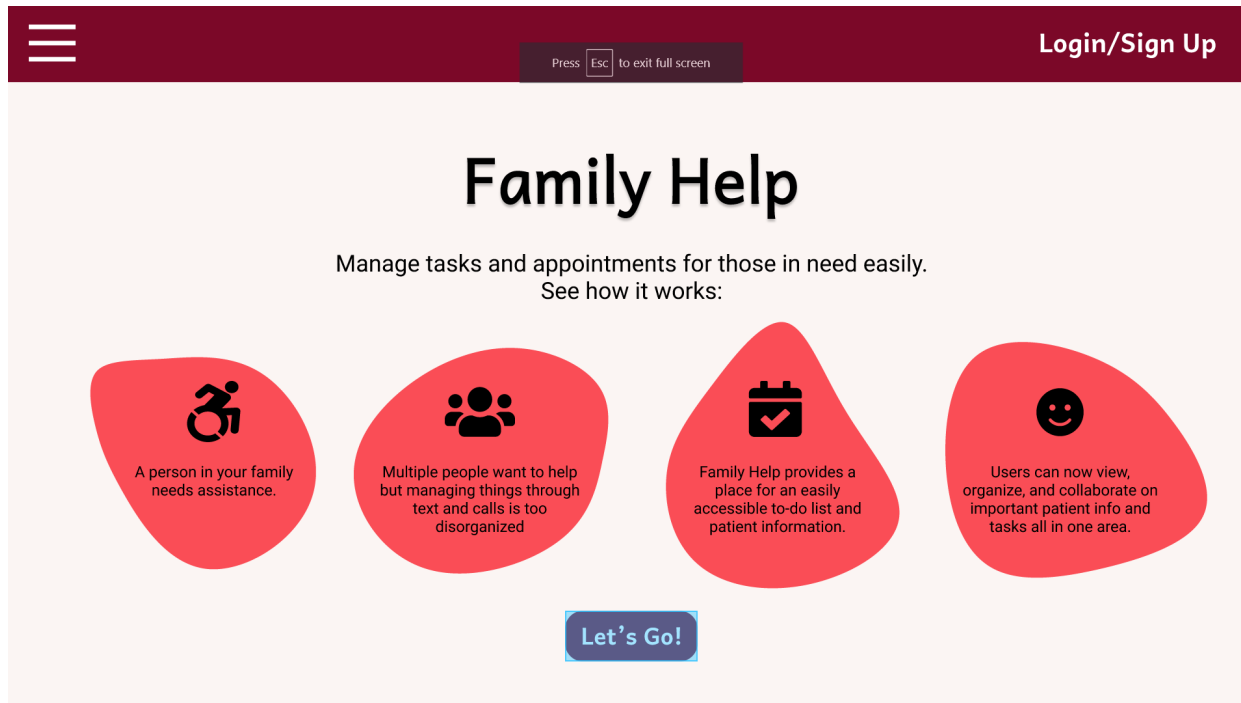 Login/Sign Up
Press Esc to exit full screen
Family Help
Manage tasks and appointments for those in need easily.
See how it works:
A person in your family
needs assistance.
Multiple people want to help
but managing things through
text and calls is too
disorganized
Family Help provides a
place for an easily
accessible to-do list and
patient information.
Users can now view,
organize, and collaborate on
important patient info and
tasks all in one area.
Let’s Go!